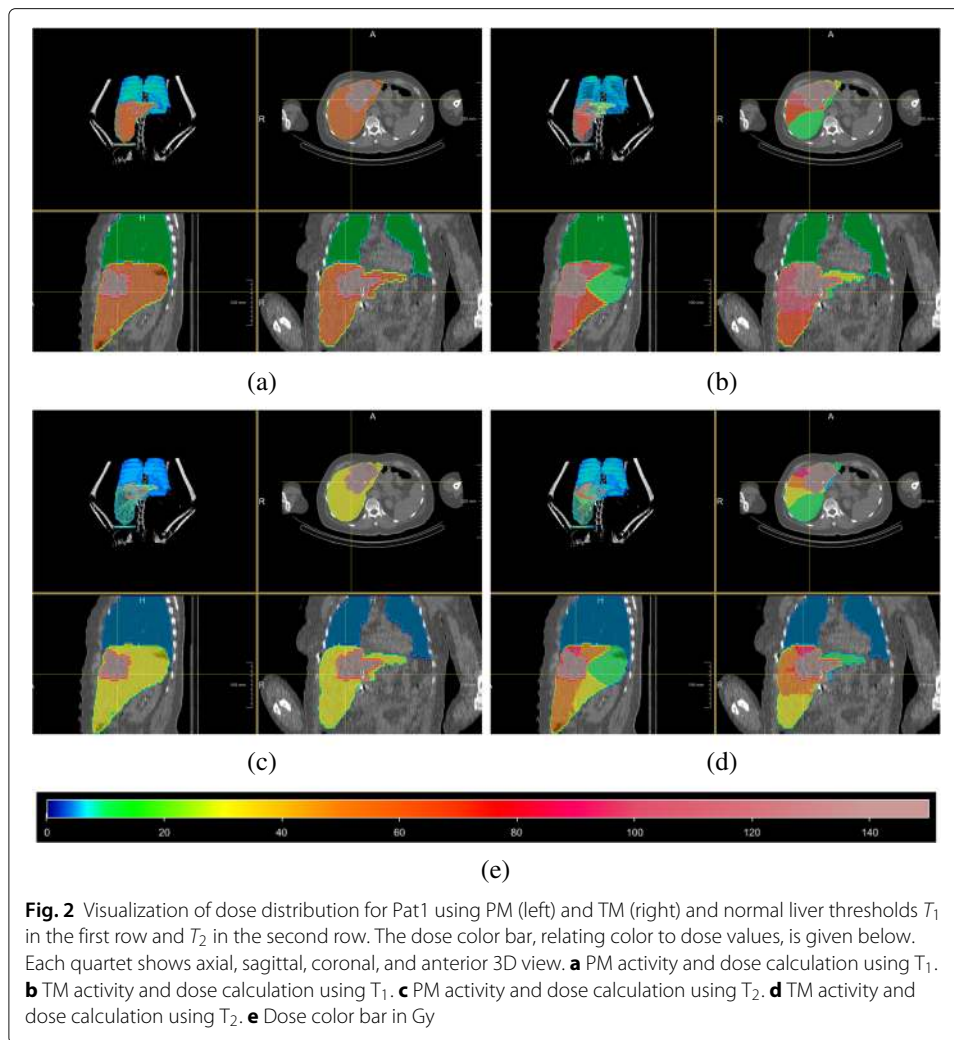 A
A
R
R
H
H
R
R
(a)
(b)
A
A
R
R
H
H
R
R
(c)
(d)
0 20 40 60 80 100 120 140
(e)
Fig. 2 Visualization of dose distribution for Pat1 using PM (left) and TM (right) and normal liver thresholds T₁
in the first row and T₂ in the second row. The dose color bar, relating color to dose values, is given below.
Each quartet shows axial, sagittal, coronal, and anterior 3D view. a PM activity and dose calculation using T₁.
b TM activity and dose calculation using T₁. c PM activity and dose calculation using T₂. d TM activity and
dose calculation using T₂. e Dose color bar in Gy